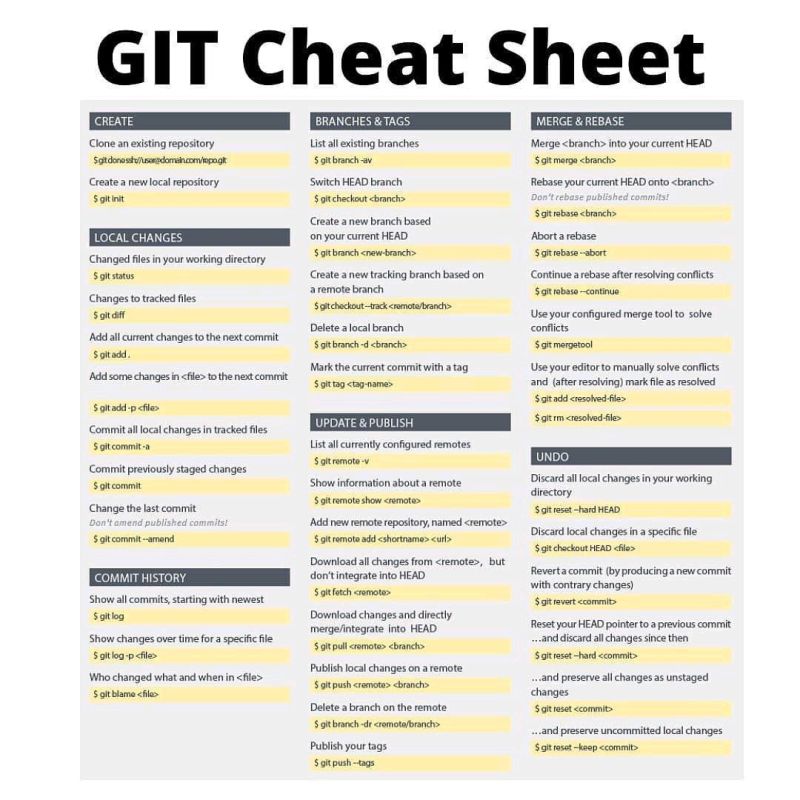 GIT Cheat Sheet
CREATE
Clone an existing repository
$ git clone ssh://user@domain.com/repo.git
Create a new local repository
$ git init
LOCAL CHANGES
Changed files in your working directory
$ git status
Changes to tracked files
$ git diff
Add all current changes to the next commit
$ git add .
Add some changes in <file> to the next commit
$ git add -p <file>
Commit all local changes in tracked files
$ git commit -a
Commit previously staged changes
$ git commit
Change the last commit
Don't amend published commits!
$ git commit --amend
COMMIT HISTORY
Show all commits, starting with newest
$ git log
Show changes over time for a specific file
$ git log -p <file>
Who changed what and when in <file>
$ git blame <file>
BRANCHES & TAGS
List all existing branches
$ git branch -av
Switch HEAD branch
$ git checkout <branch>
Create a new branch based
on your current HEAD
$ git branch <new-branch>
Create a new tracking branch based on
a remote branch
$ git checkout --track <remote/branch>
Delete a local branch
$ git branch -d <branch>
Mark the current commit with a tag
$ git tag <tag-name>
UPDATE & PUBLISH
List all currently configured remotes
$ git remote -v
Show information about a remote
$ git remote show <remote>
Add new remote repository, named <remote>
$ git remote add <shortname> <url>
Download all changes from <remote>, but
don't integrate into HEAD
$ git fetch <remote>
Download changes and directly
merge/integrate into HEAD
$ git pull <remote> <branch>
Publish local changes on a remote
$ git push <remote> <branch>
Delete a branch on the remote
$ git branch -dr <remote/branch>
Publish your tags
$ git push --tags
MERGE & REBASE
Merge <branch> into your current HEAD
$ git merge <branch>
Rebase your current HEAD onto <branch>
Don't rebase published commits!
$ git rebase <branch>
Abort a rebase
$ git rebase --abort
Continue a rebase after resolving conflicts
$ git rebase --continue
Use your configured merge tool to solve
conflicts
$ git mergetool
Use your editor to manually solve conflicts
and (after resolving) mark file as resolved
$ git add <resolved-file>
$ git rm <resolved-file>
UNDO
Discard all local changes in your working
directory
$ git reset --hard HEAD
Discard local changes in a specific file
$ git checkout HEAD <file>
Revert a commit (by producing a new commit
with contrary changes)
$ git revert <commit>
Reset your HEAD pointer to a previous commit
…and discard all changes since then
$ git reset --hard <commit>
…and preserve all changes as unstaged
changes
$ git reset <commit>
…and preserve uncommitted local changes
$ git reset --keep <commit>